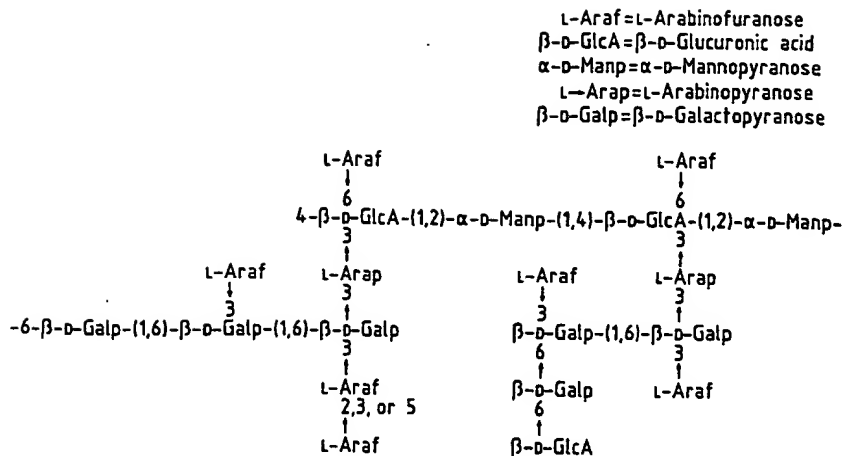 L-Araf=L-Arabinofuranose
β-D-GlcA=β-D-Glucuronic acid
α-D-Manp=α-D-Mannopyranose
L→Arap=L-Arabinopyranose
β-D-Galp=β-D-Galactopyranose
L-Araf L-Araf
↓ ↓
6 6
4-β-D-GlcA-(1,2)-α-D-Manp-(1,4)-β-D-GlcA-(1,2)-α-D-Manp-
3 3
↑ ↑
L-Araf L-Arap L-Araf L-Arap
↓ 3 ↓ 3
3 ↑ 3 ↑
-6-β-D-Galp-(1,6)-β-D-Galp-(1,6)-β-D-Galp β-D-Galp-(1,6)-β-D-Galp
3 6 3
↑ ↑ ↑
L-Araf β-D-Galp L-Araf
2,3, or 5 6
↑ ↑
L-Araf β-D-GlcA